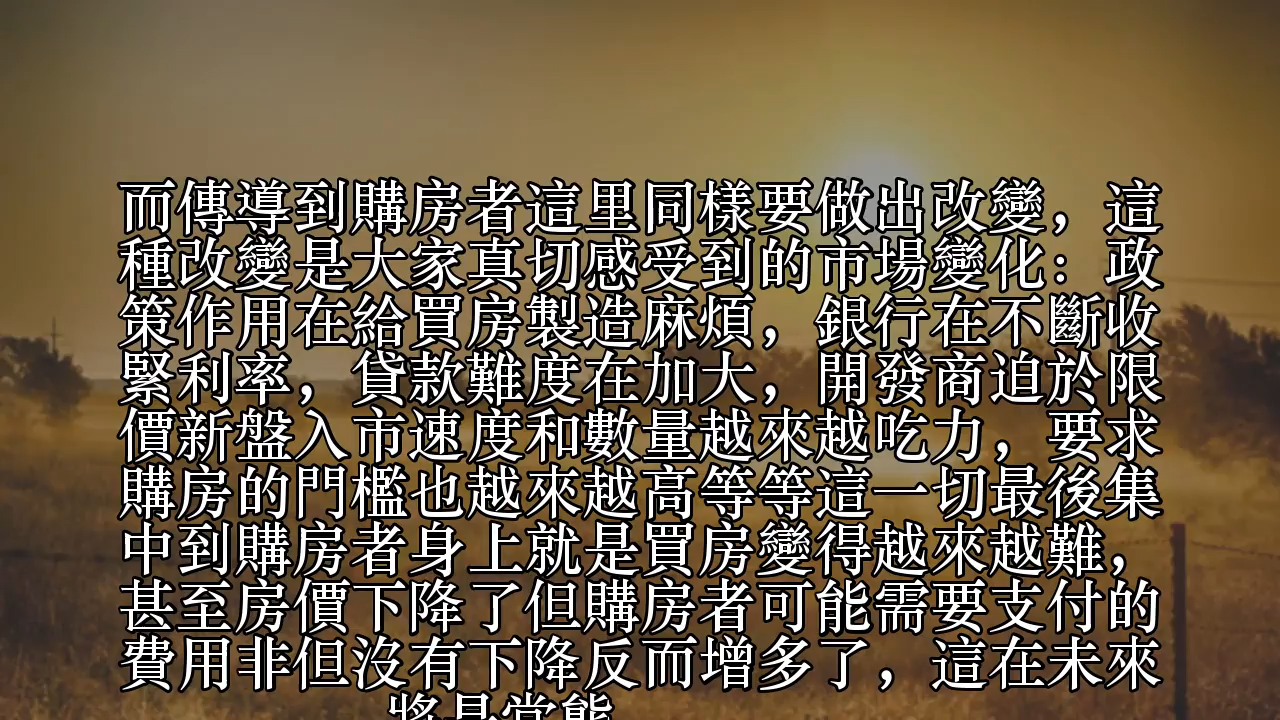 而傳導到購房者這里同樣要做出改變，這
種改變是大家真切感受到的市場變化：政
策作用在給買房製造麻煩，銀行在不斷收
緊利率，貸款難度在加大，開發商迫於限
價新盤入市速度和數量越來越吃力，要求
購房的門檻也越來越高等等這一切最後集
中到購房者身上就是買房變得越來越難，
甚至房價下降了但購房者可能需要支付的
費用非但沒有下降反而增多了，這在未來
將是常態